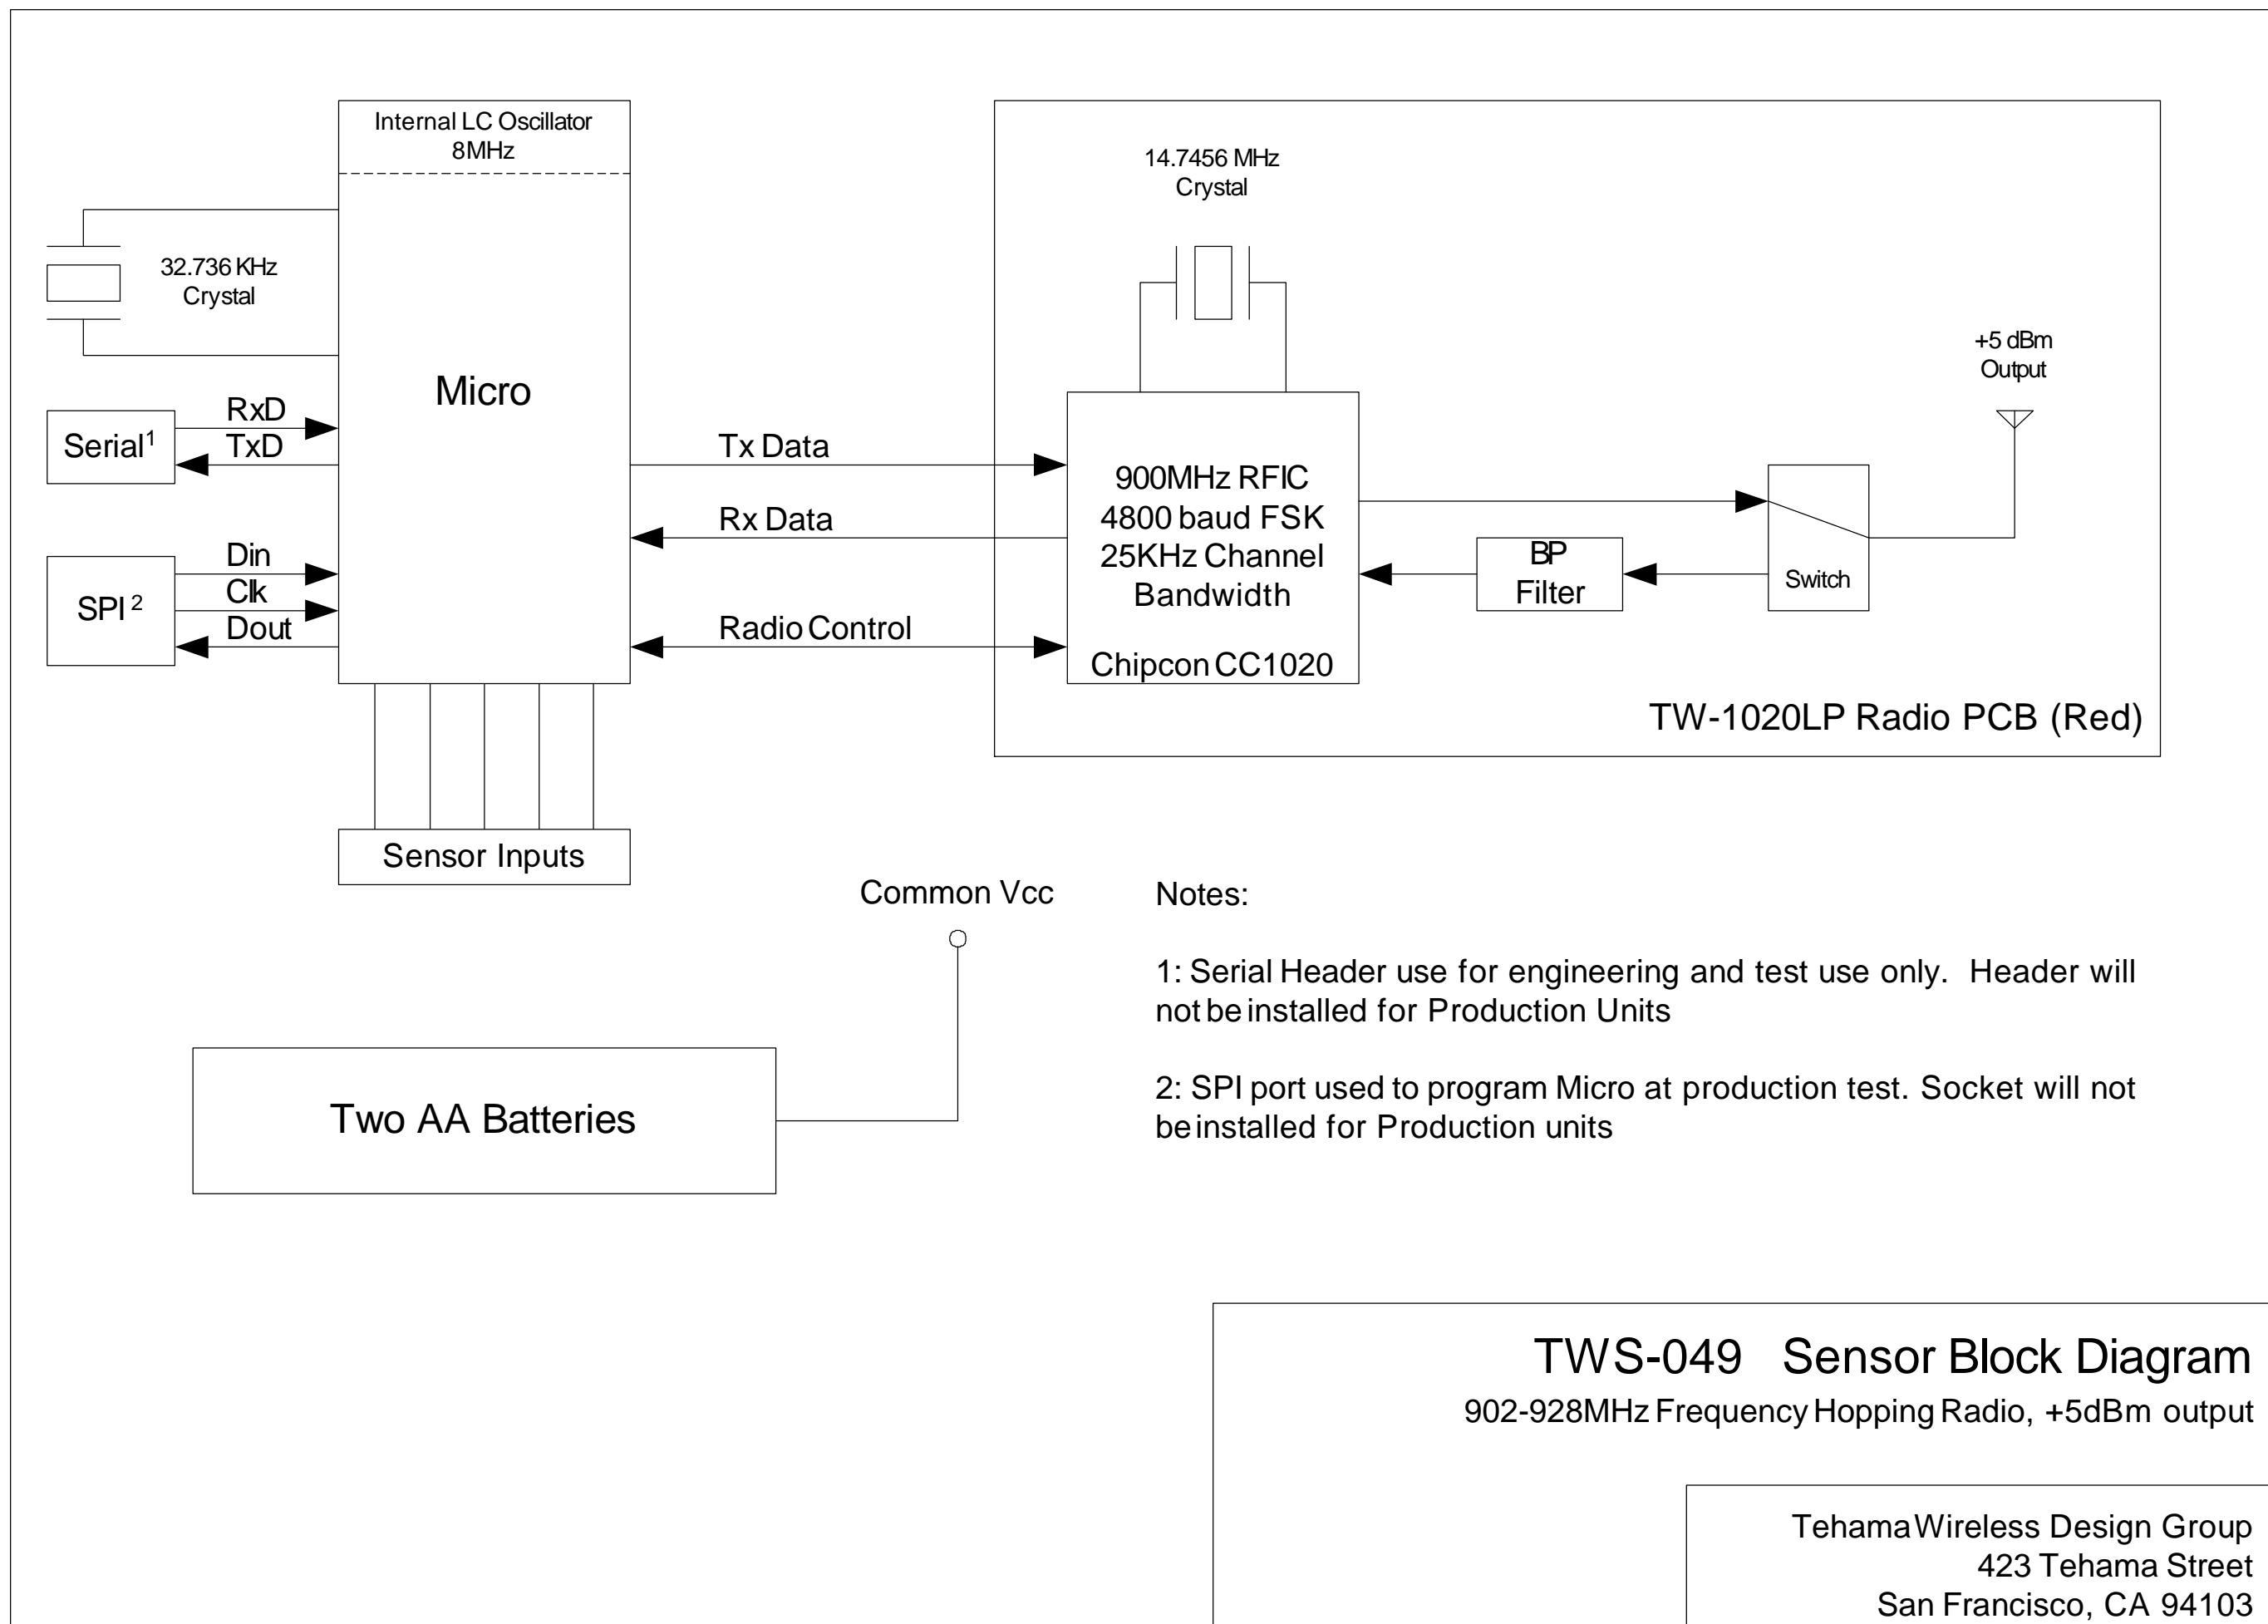 Internal LC Oscillator
8MHz
14.7456 MHz
Crystal
32.736 KHz
Crystal
+5 dBm
Output
Micro
RxD
Serial1
TxD
Tx Data
900MHz RFIC
4800 baud FSK
25KHz Channel
Bandwidth
Chipcon CC1020
Rx Data
BP
Filter
Switch
Din
SPI 2
Clk
Dout
Radio Control
TW-1020LP Radio PCB (Red)
Sensor Inputs
Common Vcc
Two AA Batteries
Notes:
1: Serial Header use for engineering and test use only. Header will
not be installed for Production Units
2: SPI port used to program Micro at production test. Socket will not
be installed for Production units
TWS-049 Sensor Block Diagram
902-928MHz Frequency Hopping Radio, +5dBm output
Tehama Wireless Design Group
423 Tehama Street
San Francisco, CA 94103